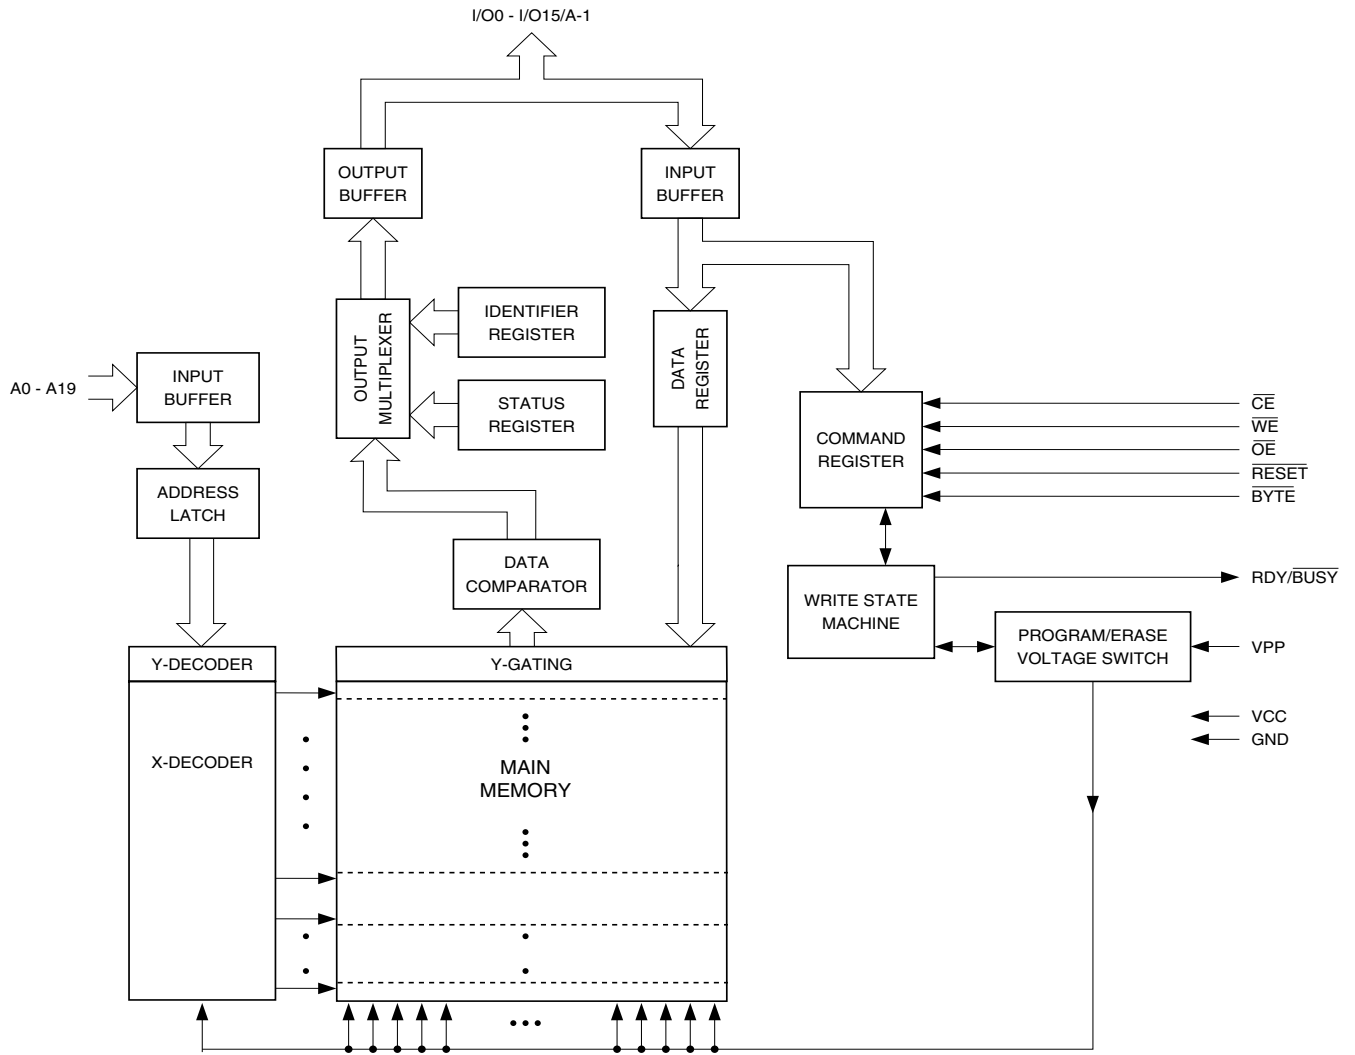 I/O0 - I/O15/A-1
OUTPUT
BUFFER
INPUT
BUFFER
IDENTIFIER
REGISTER
OUTPUT
MULTIPLEXER
DATA
REGISTER
INPUT
BUFFER
A0 - A19
STATUS
REGISTER
COMMAND
REGISTER
CE
WE
OE
RESET
BYTE
ADDRESS
LATCH
DATA
COMPARATOR
WRITE STATE
MACHINE
RDY/BUSY
PROGRAM/ERASE
VOLTAGE SWITCH
VPP
Y-DECODER
Y-GATING
VCC
GND
X-DECODER
MAIN
MEMORY